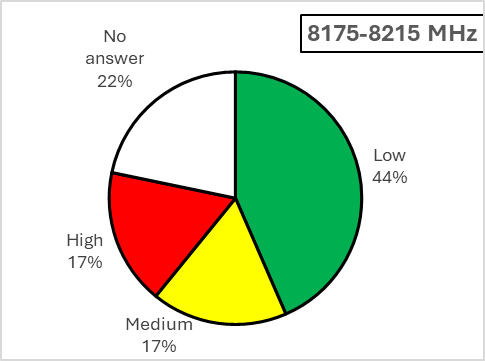 8175-8215 MHz
No
answer
22%
Low
44%
High
17%
Medium
17%